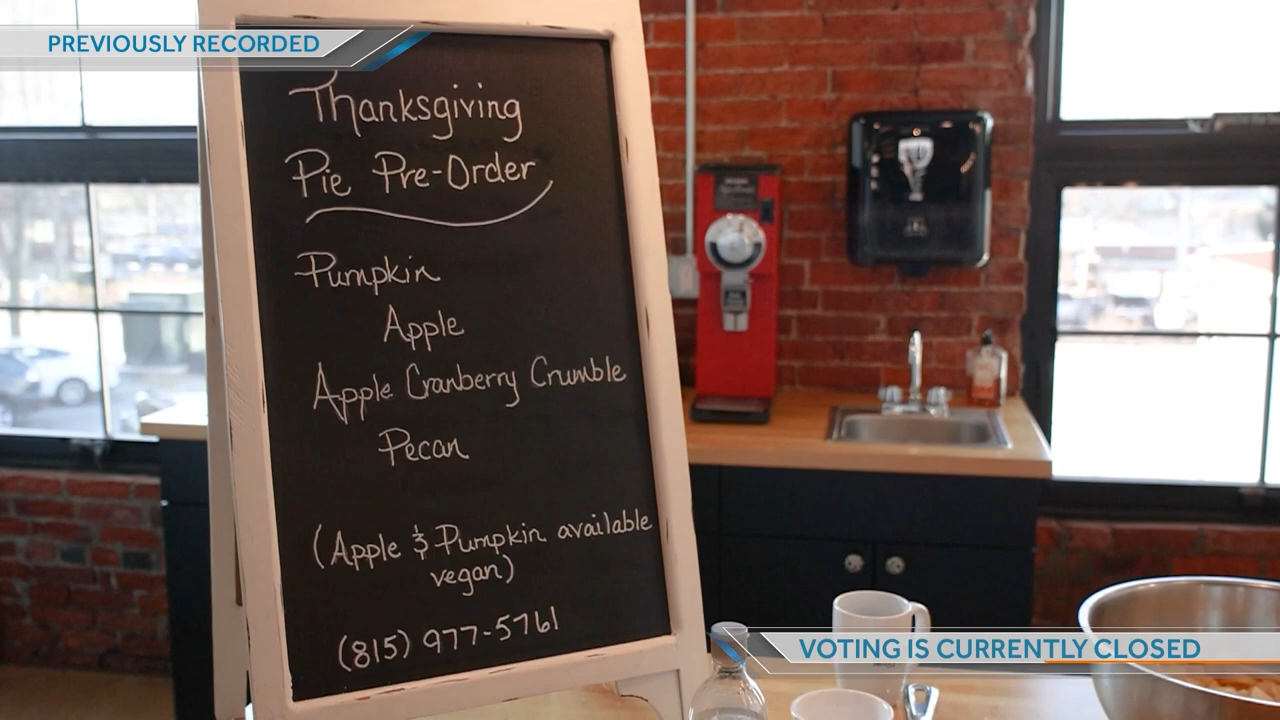 PREVIOUSLY RECORDED
Thanksgiving
Pie Pre-Order
Pumpkin
Apple
Apple Cranberry Crumble
Pecan
(Apple & Pumpkin available
vegan)
(815) 977-5761
VOTING IS CURRENTLY CLOSED